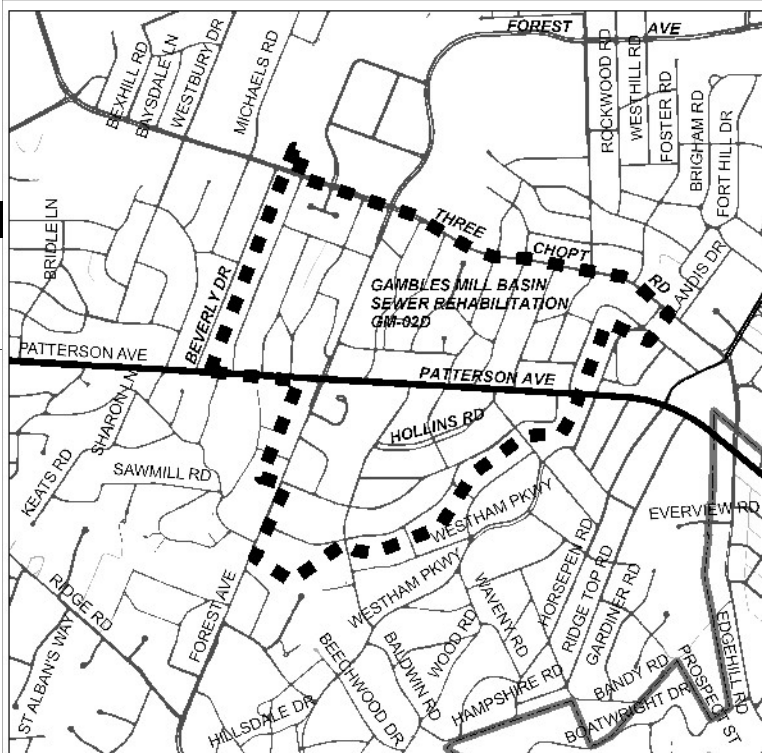 FOREST AVE
BEXHILL RD
BAYSDALE LN
WESTBURY DR
MICHAELS RD
ROCKWOOD RD
WESTHILL RD
FOSTER RD
BRIGHAM RD
FORT HILL DR
BRIDLE LN
THREE CHOPT RD
ANDIS DR
GAMBLES MILL BASIN
SEWER REHABILITATION
GM-02D
BEVERLY DR
PATTERSON AVE
PATTERSON AVE
SHARON LN
HOLLINS RD
KEATS RD
SAWMILL RD
WESTHAM PKWY
EVERVIEW RD
RIDGE RD
FOREST AVE
WESTHAM PKWY
HORSEPEN RD
RIDGE TOP RD
GARDINER RD
ST ALBAN'S WAY
BEECHWOOD DR
BALDWIN RD
WOOD RD
WAVENY RD
EDGEHILL RD
HILLSDALE DR
HAMPSHIRE RD
BANDY RD
PROSPECT ST
BOATWRIGHT DR